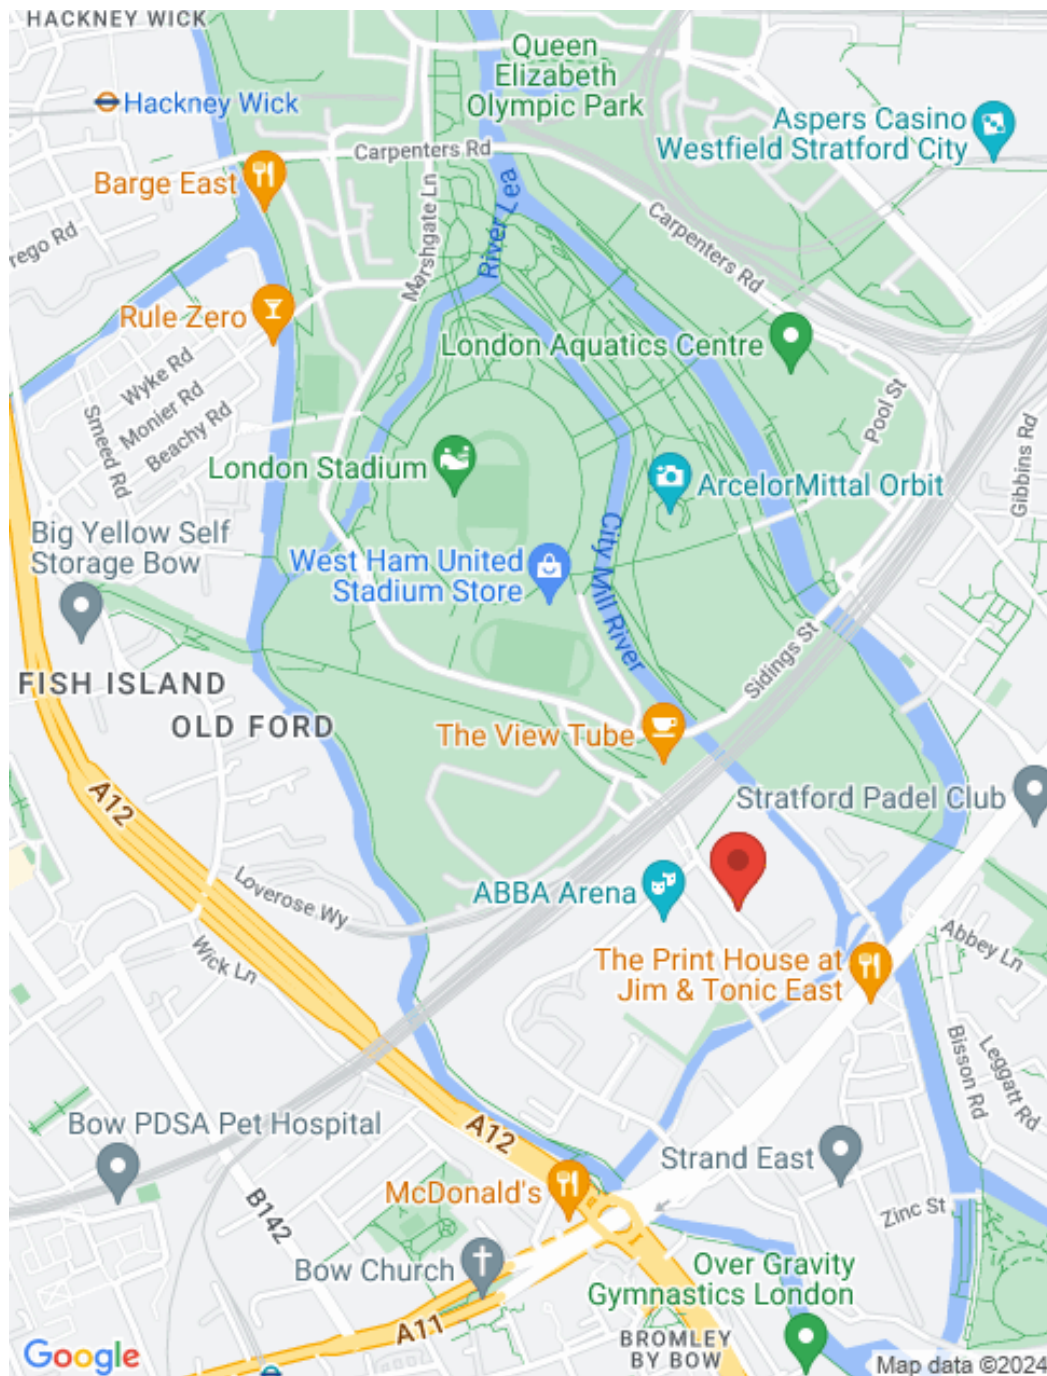 HACKNEY WICK
Queen
Elizabeth
Olympic Park
Hackney Wick
Aspers Casino
Westfield Stratford City
Carpenters Rd
Barge East
Marshgate Ln
River Lea
Carpenters Rd
rego Rd
Rule Zero
London Aquatics Centre
Wyke Rd
Monier Rd
Beachy Rd
Smeed Rd
Pool St
Gibbins Rd
London Stadium
ArcelorMittal Orbit
Big Yellow Self
Storage Bow
West Ham United
Stadium Store
City Mill River
Sidings St
FISH ISLAND
OLD FORD
The View Tube
A12
Stratford Padel Club
Loverose Wy
ABBA Arena
Wick Ln
Abbey Ln
The Print House at
Jim & Tonic East
Bisson Rd
Leggatt Rd
Bow PDSA Pet Hospital
A12
Strand East
McDonald's
B142
Zinc St
Bow Church
Over Gravity
Gymnastics London
A11
BROMLEY
BY BOW
Google
Map data ©2024